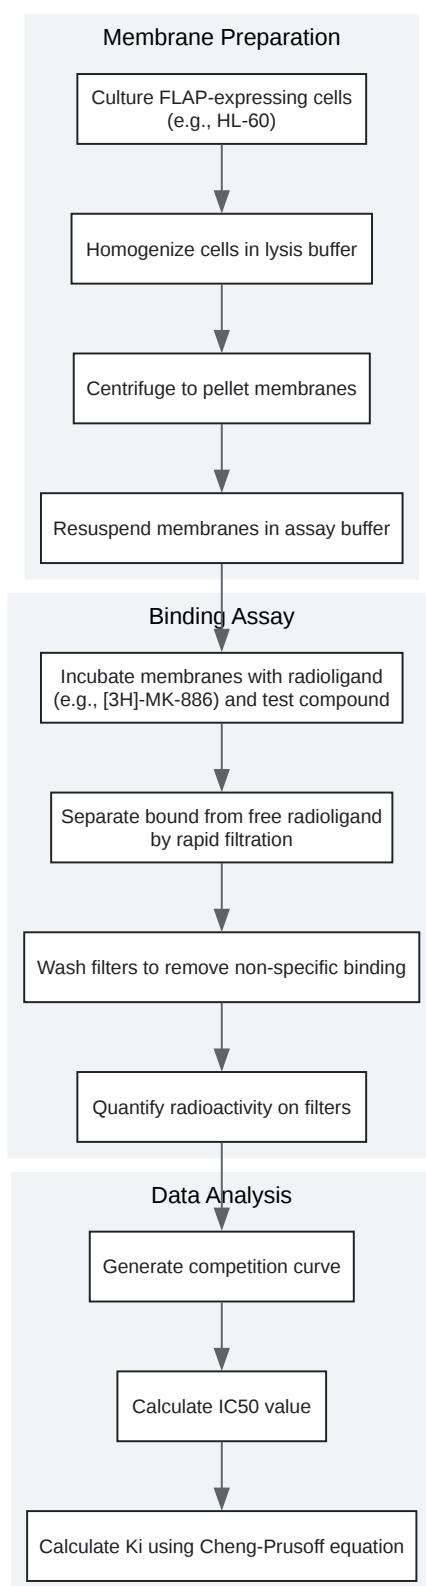 Membrane Preparation
Culture FLAP-expressing cells
(e.g., HL-60)
Homogenize cells in lysis buffer
Centrifuge to pellet membranes
Resuspend membranes in assay buffer
Binding Assay
Incubate membranes with radioligand
(e.g., [3H]-MK-886) and test compound
Separate bound from free radioligand
by rapid filtration
Wash filters to remove non-specific binding
Quantify radioactivity on filters
Data Analysis
Generate competition curve
Calculate IC50 value
Calculate Ki using Cheng-Prusoff equation